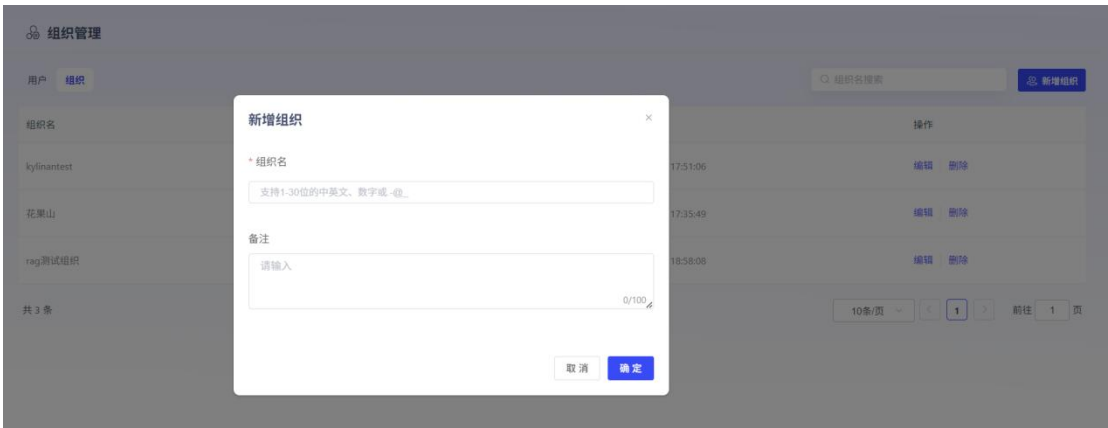 组织管理
用户 组织
组织名搜索
新增组织
组织名
操作
kylinantest
17:51:06
编辑 删除
花果山
17:35:49
编辑 删除
rag测试组织
18:58:08
编辑 删除
共 3 条
10条/页
1
前往 1 页
新增组织
×
* 组织名
支持1-30位的中英文、数字或.-@_
备注
请输入
0/100
取消
确定